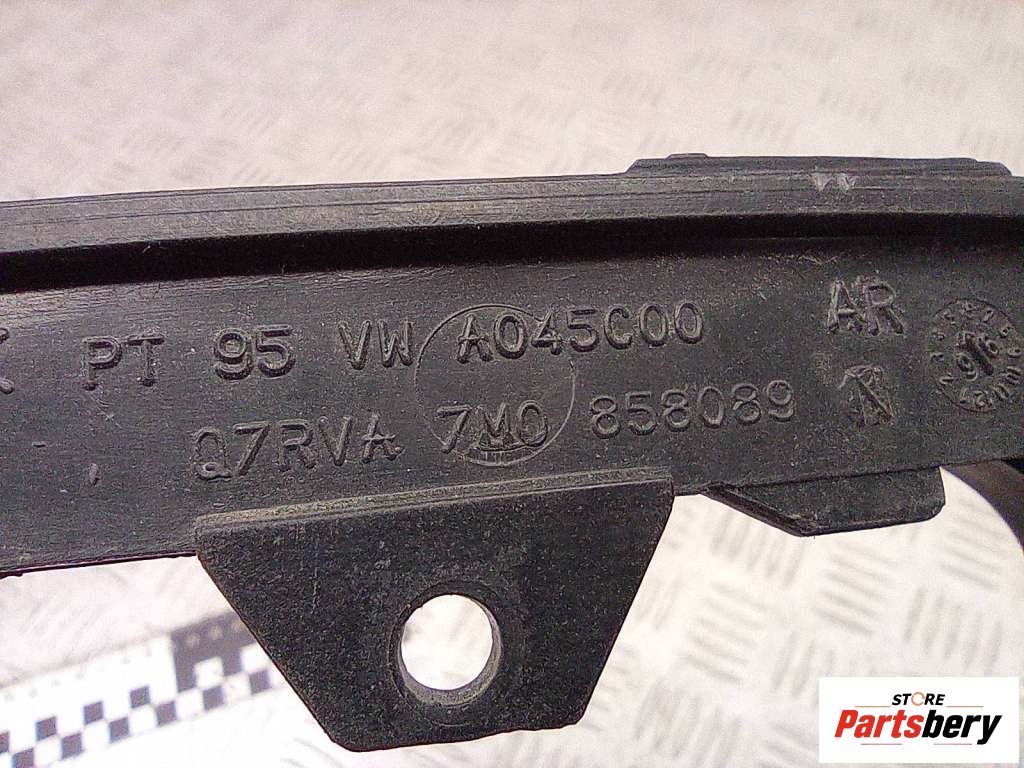 PT 95 VW A045C00 AR
Q7RVA 7M0 858089
STORE
Partsbery